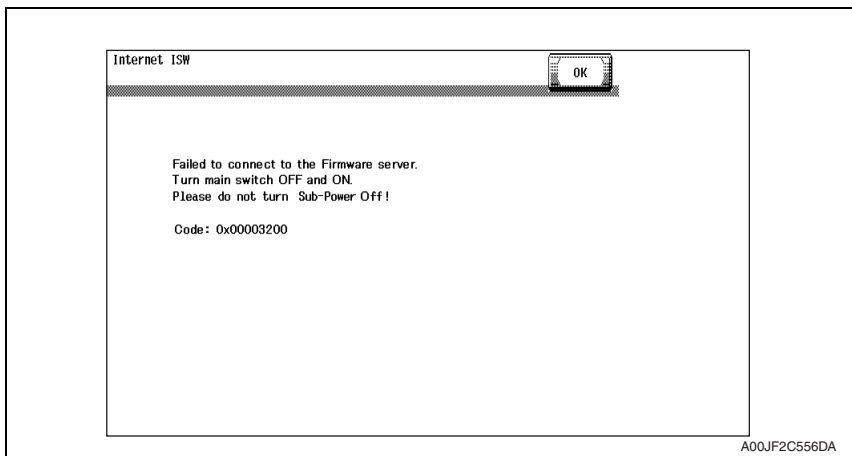 Internet ISW
OK
Failed to connect to the Firmware server.
Turn main switch OFF and ON.
Please do not turn Sub-Power Off!
Code: 0x00003200
A00JF2C556DA